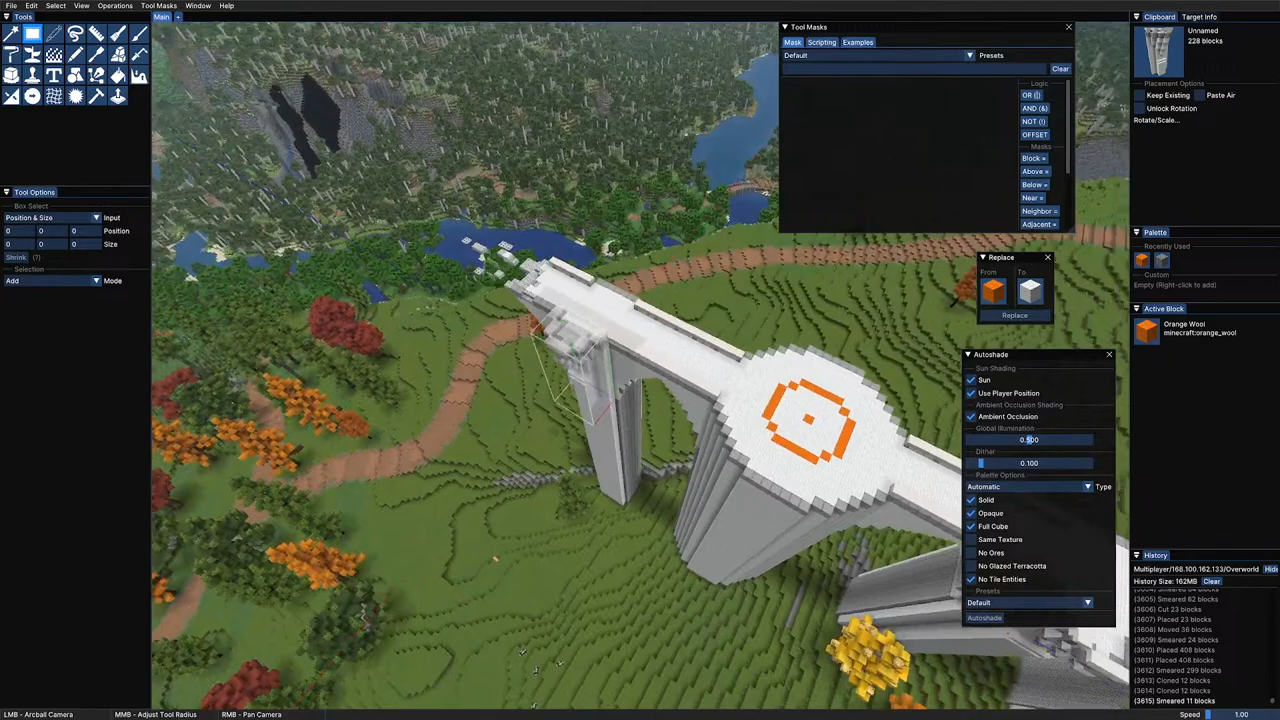 File Edit Select View Operations Tool Masks Window Help
Tools
Main +
Tool Options
Box Select
Position & Size Input
0 0 0 Position
0 0 0 Size
Shrink (?)
Selection
Add Mode
Tool Masks
Mask Scripting Examples
Default Presets
Clear
Logic
OR (|)
AND (&)
NOT (!)
OFFSET
Masks
Block =
Above =
Below =
Near =
Neighbor =
Adjacent =
Replace
From To
Replace
Autoshade
Sun Shading
Sun
Use Player Position
Ambient Occlusion Shading
Ambient Occlusion
Global Illumination
0.500
Dither
0.100
Palette Options
Automatic Type
Solid
Opaque
Full Cube
Same Texture
No Ores
No Glazed Terracotta
No Tile Entities
Presets
Default
Autoshade
Clipboard Target Info
Unnamed
228 blocks
Placement Options
Keep Existing Paste Air
Unlock Rotation
Rotate/Scale...
Palette
Recently Used
Custom
Empty (Right-click to add)
Active Block
Orange Wool
minecraft:orange_wool
History
Multiplayer/168.100.162.133/Overworld Hide
History Size: 162MB Clear
(3605) Smeared 62 blocks
(3606) Cut 23 blocks
(3607) Placed 23 blocks
(3608) Moved 36 blocks
(3609) Smeared 24 blocks
(3610) Placed 408 blocks
(3611) Placed 408 blocks
(3612) Smeared 299 blocks
(3613) Cloned 12 blocks
(3614) Cloned 12 blocks
(3615) Smeared 11 blocks
LMB - Arcball Camera MMB - Adjust Tool Radius RMB - Pan Camera
Speed 1.00